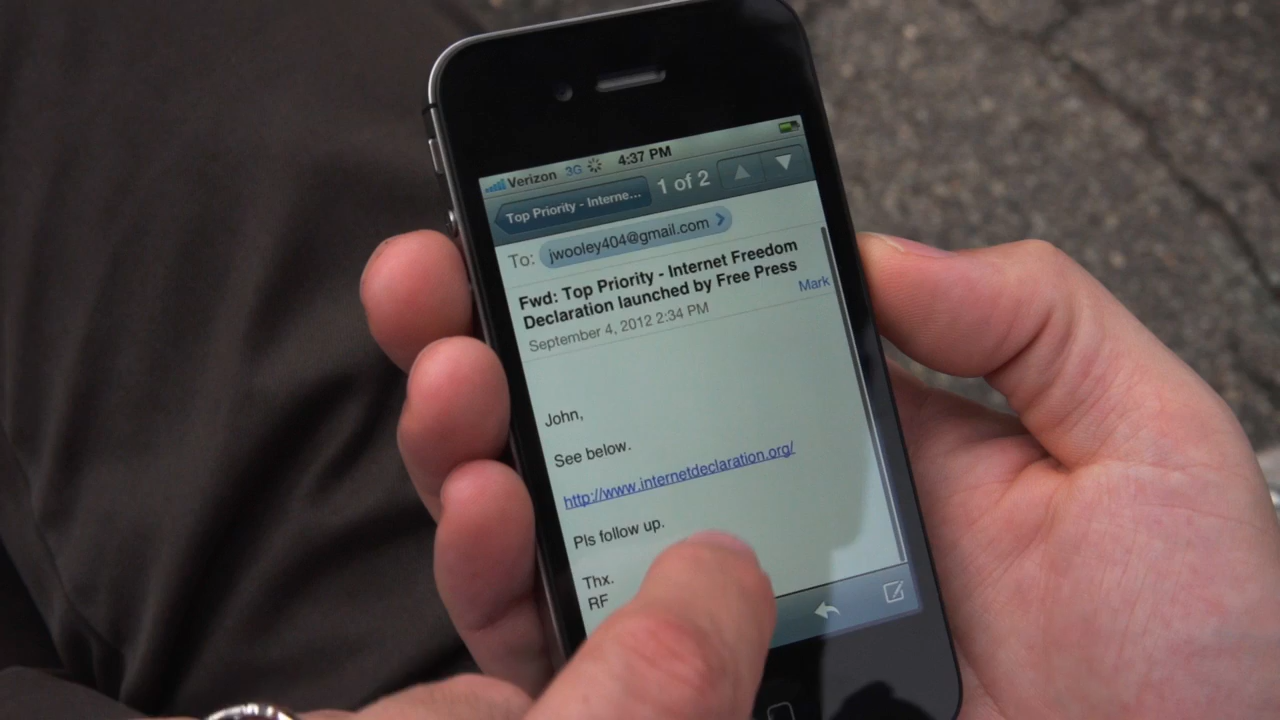 Verizon 3G 4:37 PM
Top Priority - Interne... 1 of 2
To: jwooley404@gmail.com
Fwd: Top Priority - Internet Freedom
Declaration launched by Free Press
September 4, 2012 2:34 PM Mark
John,
See below.
http://www.internetdeclaration.org/
Pls follow up.
Thx.
RF